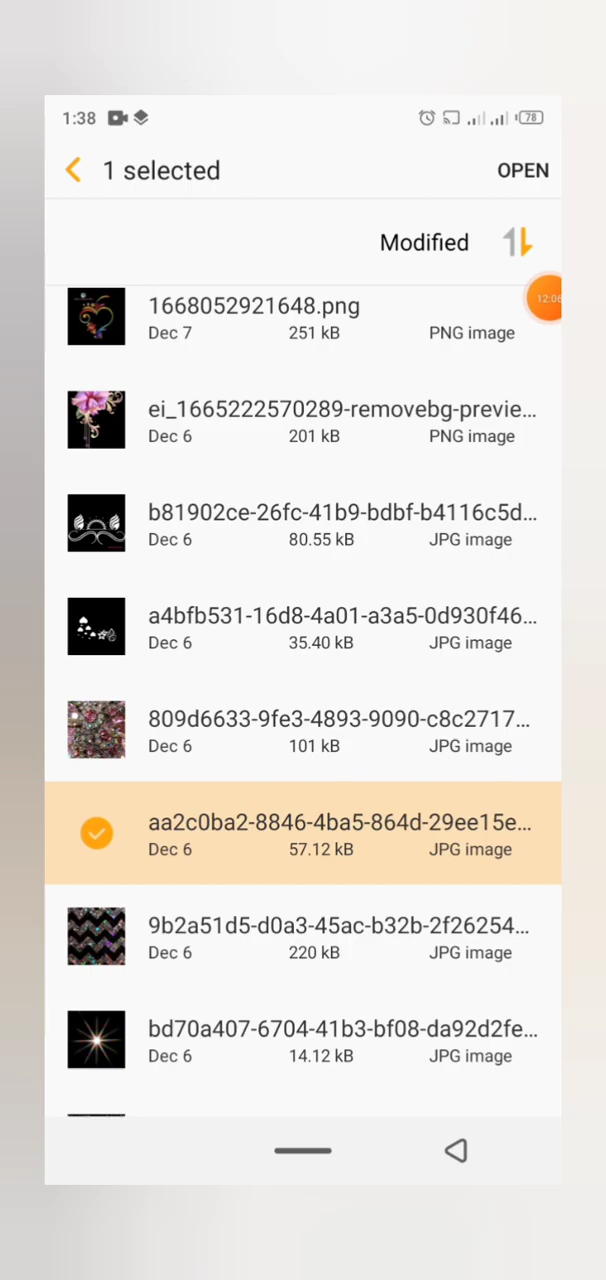 1:38
78
1 selected
OPEN
Modified
12:06
1668052921648.png
Dec 7 251 kB PNG image
ei_1665222570289-removebg-previe...
Dec 6 201 kB PNG image
b81902ce-26fc-41b9-bdbf-b4116c5d...
Dec 6 80.55 kB JPG image
a4bfb531-16d8-4a01-a3a5-0d930f46...
Dec 6 35.40 kB JPG image
809d6633-9fe3-4893-9090-c8c2717...
Dec 6 101 kB JPG image
aa2c0ba2-8846-4ba5-864d-29ee15e...
Dec 6 57.12 kB JPG image
9b2a51d5-d0a3-45ac-b32b-2f26254...
Dec 6 220 kB JPG image
bd70a407-6704-41b3-bf08-da92d2fe...
Dec 6 14.12 kB JPG image